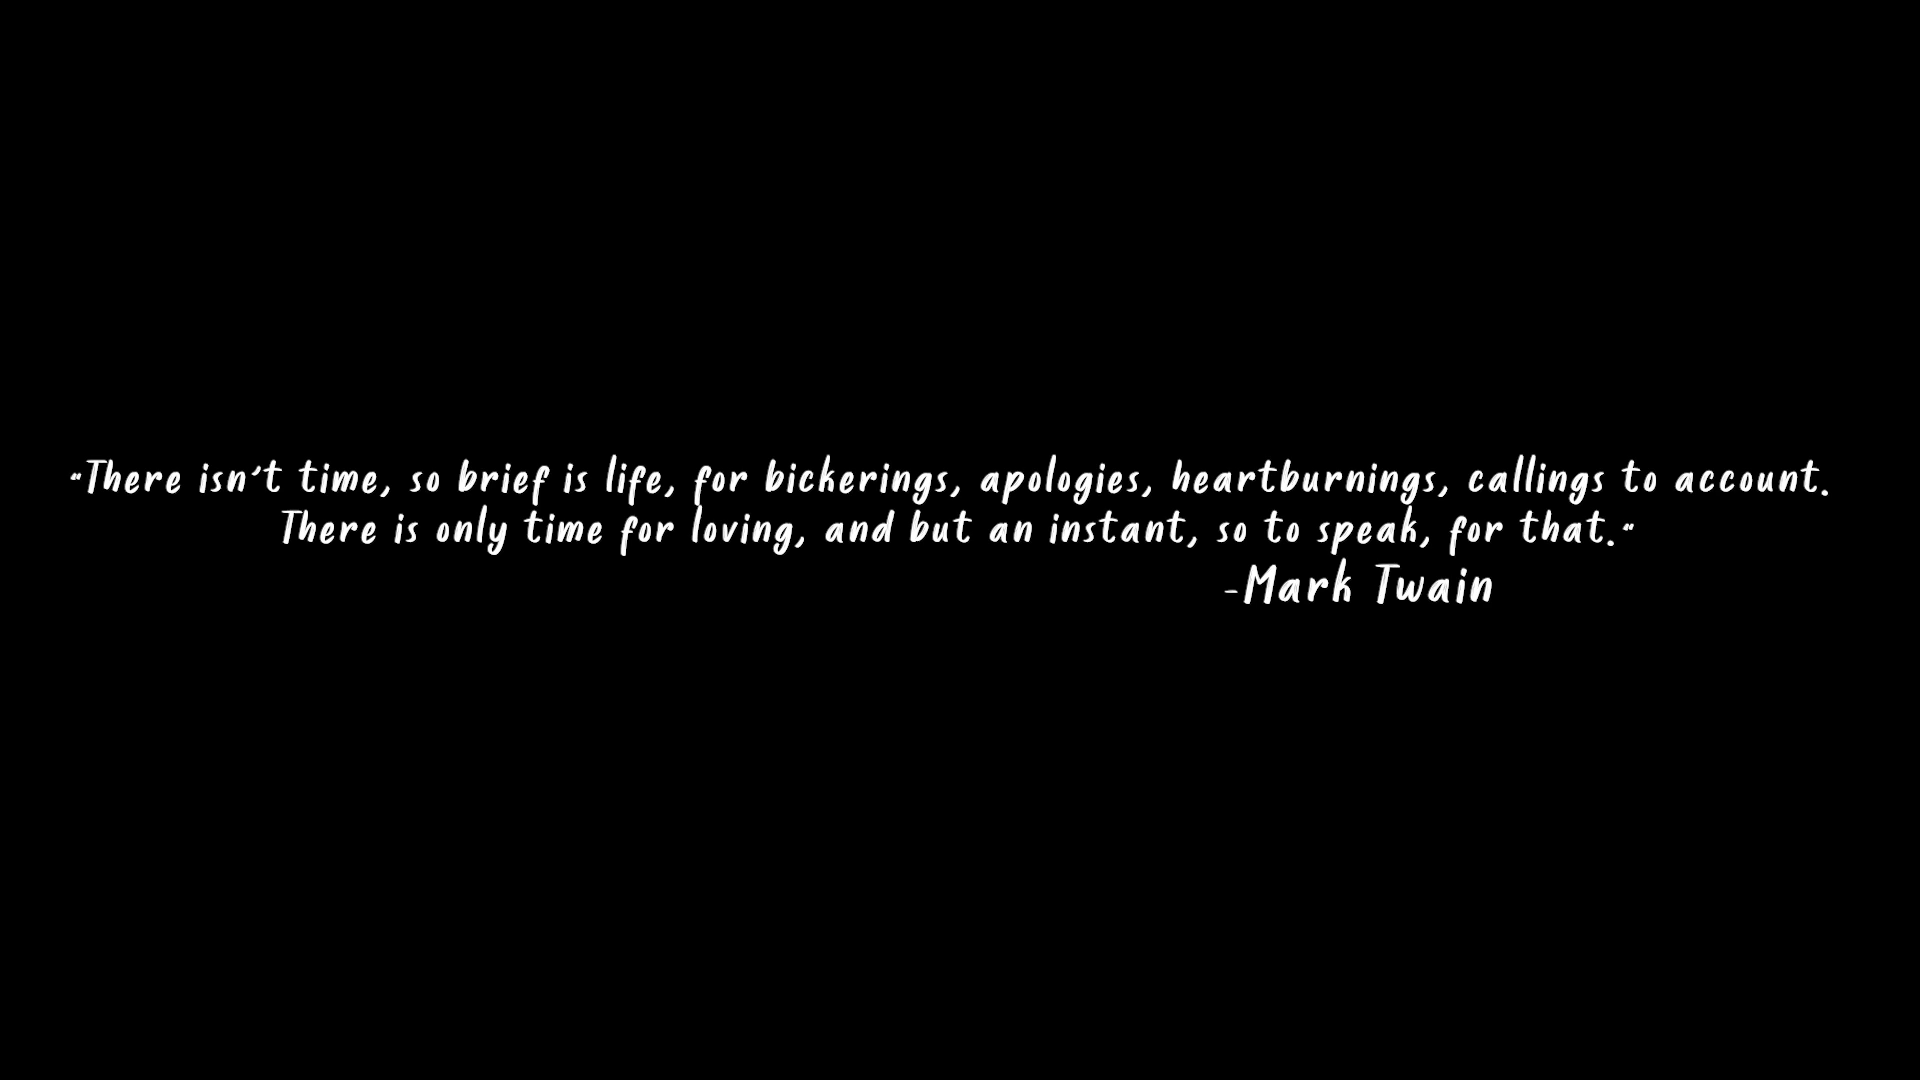 "There isn't time, so brief is life, for bickerings, apologies, heartburnings, callings to account.
There is only time for loving, and but an instant, so to speak, for that."
-Mark Twain